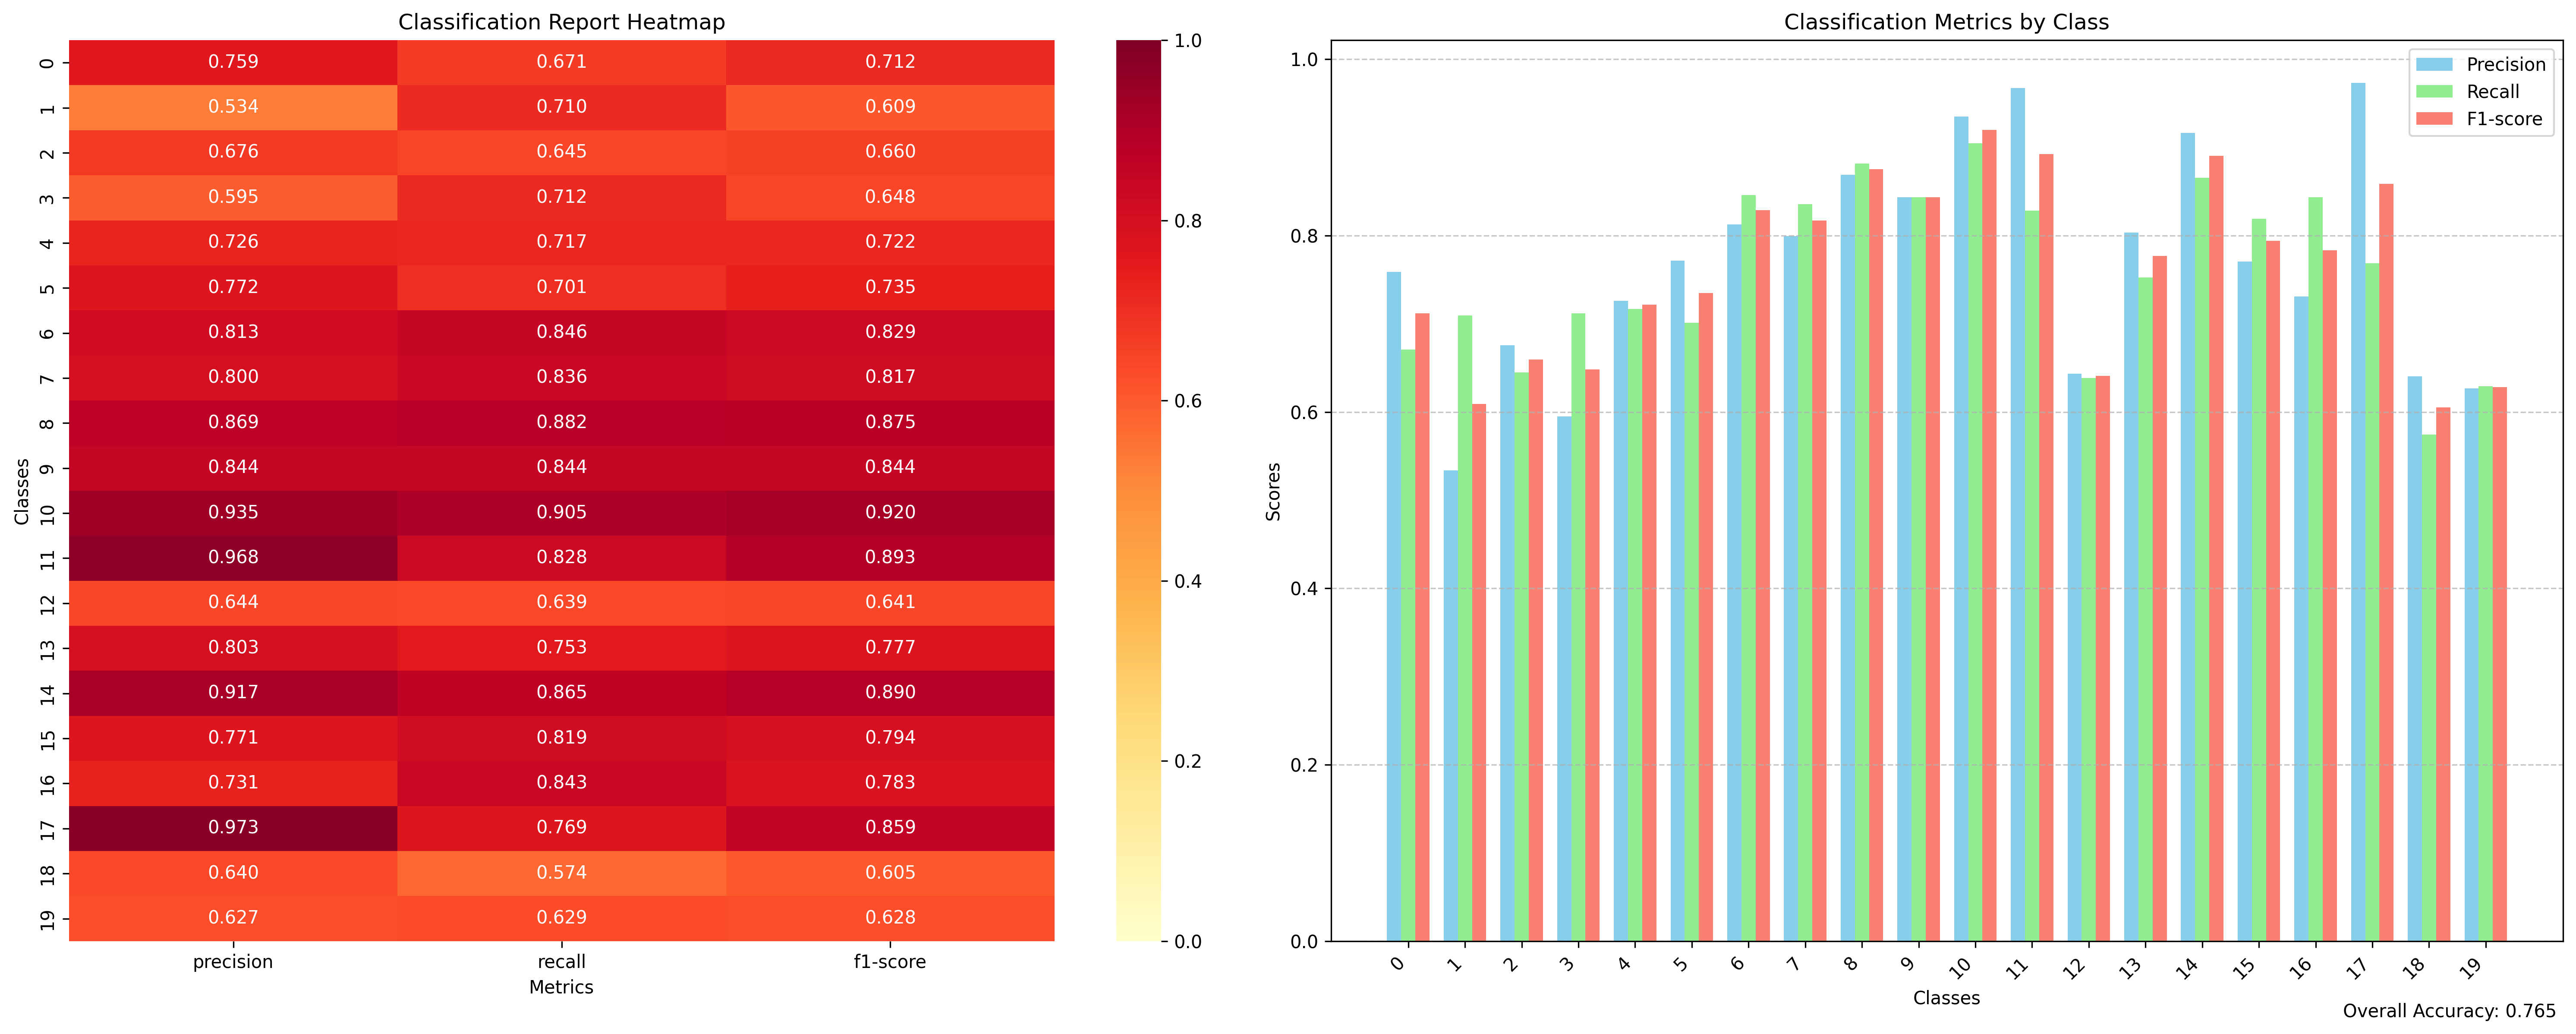 Classification Report Heatmap
Classes
0 0.759 0.671 0.712
1 0.534 0.710 0.609
2 0.676 0.645 0.660
3 0.595 0.712 0.648
4 0.726 0.717 0.722
5 0.772 0.701 0.735
6 0.813 0.846 0.829
7 0.800 0.836 0.817
8 0.869 0.882 0.875
9 0.844 0.844 0.844
10 0.935 0.905 0.920
11 0.968 0.828 0.893
12 0.644 0.639 0.641
13 0.803 0.753 0.777
14 0.917 0.865 0.890
15 0.771 0.819 0.794
16 0.731 0.843 0.783
17 0.973 0.769 0.859
18 0.640 0.574 0.605
19 0.627 0.629 0.628
precision recall f1-score
Metrics
1.0
0.8
0.6
0.4
0.2
0.0
Classification Metrics by Class
Precision
Recall
F1-score
Scores
1.0
0.8
0.6
0.4
0.2
0.0
0 1 2 3 4 5 6 7 8 9 10 11 12 13 14 15 16 17 18 19
Classes
Overall Accuracy: 0.765